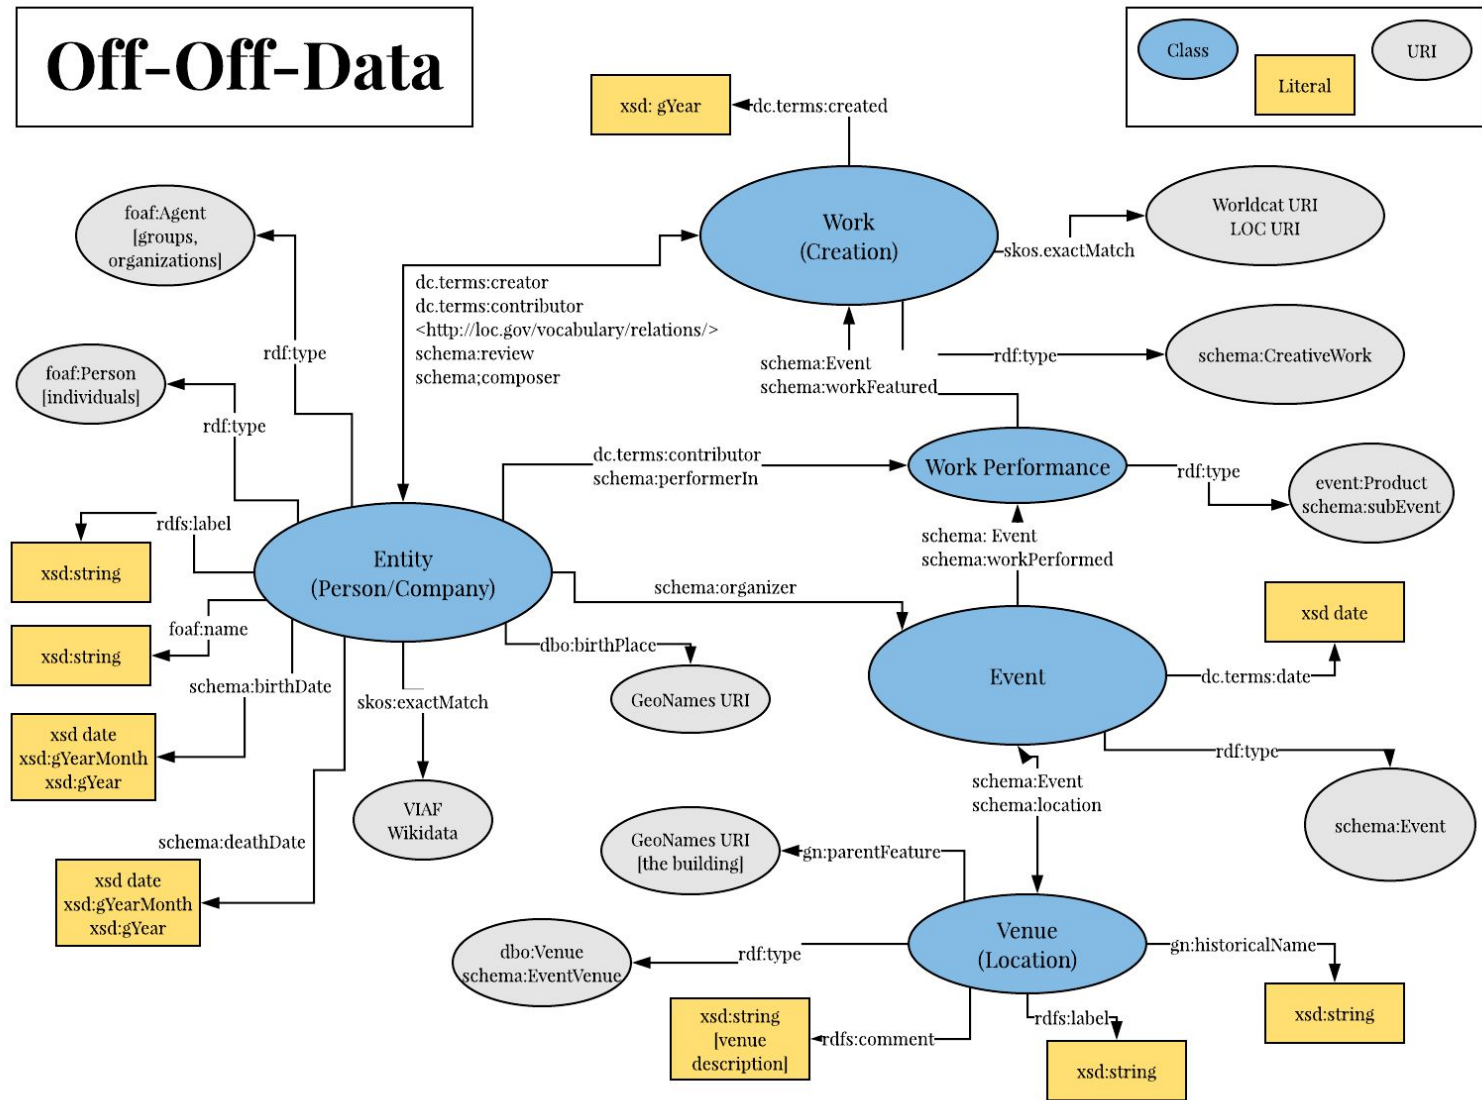 Off-Off-Data
Class
Literal
URI
xsd: gYear
dc.terms:created
foaf:Agent
[groups,
organizations]
Work
(Creation)
Worldcat URI
LOC URI
skos.exactMatch
dc.terms:creator
dc.terms:contributor
<http://loc.gov/vocabulary/relations/>
schema:review
schema;composer
rdf:type
foaf:Person
[individuals]
rdf:type
schema:Event
schema:workFeatured
rdf:type
schema:CreativeWork
dc.terms:contributor
schema:performerIn
Work Performance
rdf:type
event:Product
schema:subEvent
rdfs:label
xsd:string
Entity
(Person/Company)
schema: Event
schema:workPerformed
schema:organizer
xsd date
foaf:name
xsd:string
dbo:birthPlace
GeoNames URI
Event
dc.terms:date
schema:birthDate
skos:exactMatch
xsd date
xsd:gYearMonth
xsd:gYear
rdf:type
schema:Event
schema:location
VIAF
Wikidata
schema:Event
schema:deathDate
GeoNames URI
[the building]
gn:parentFeature
xsd date
xsd:gYearMonth
xsd:gYear
Venue
(Location)
gn:historicalName
dbo:Venue
schema:EventVenue
rdf:type
xsd:string
[venue
description]
rdfs:comment
rdfs:label
xsd:string
xsd:string